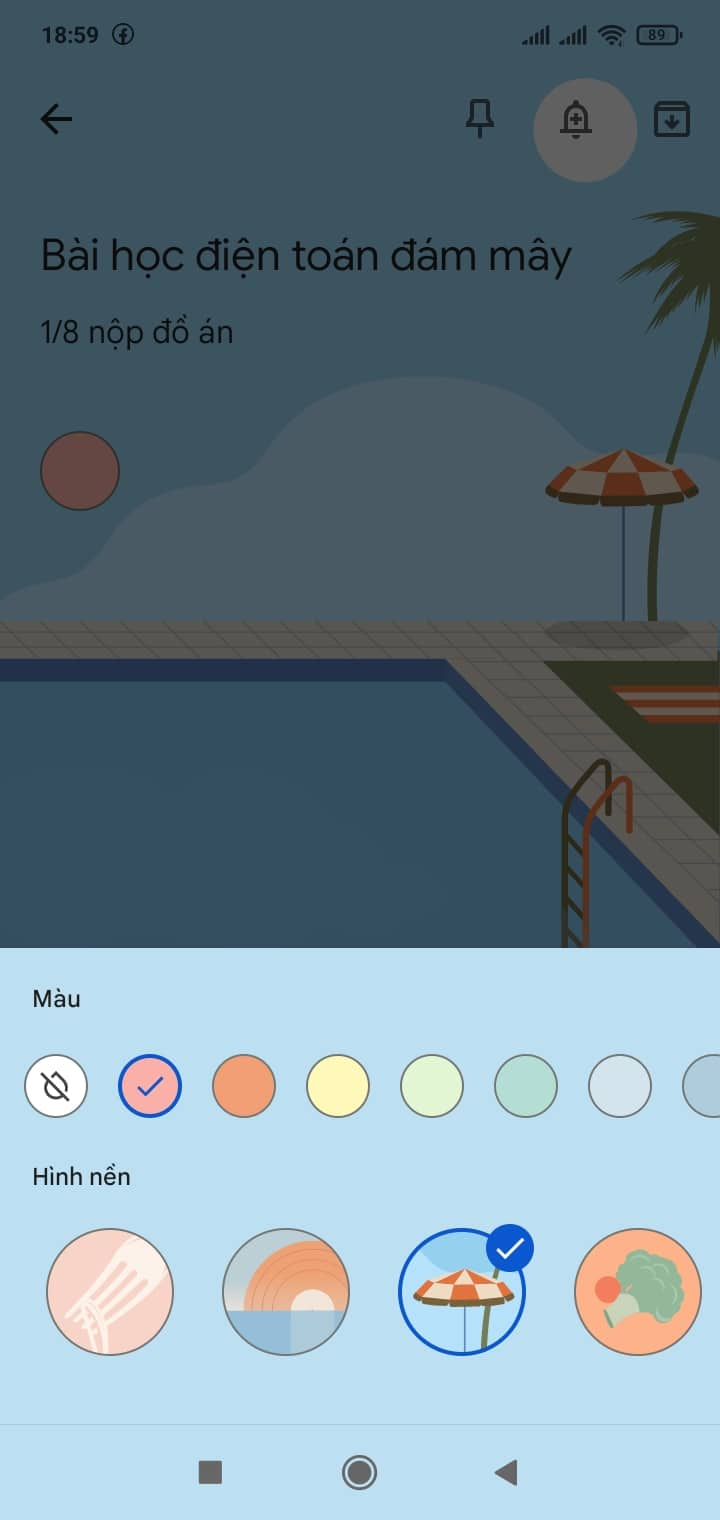 18:59
89
Bài học điện toán đám mây
1/8 nộp đồ án
Màu
Hình nền